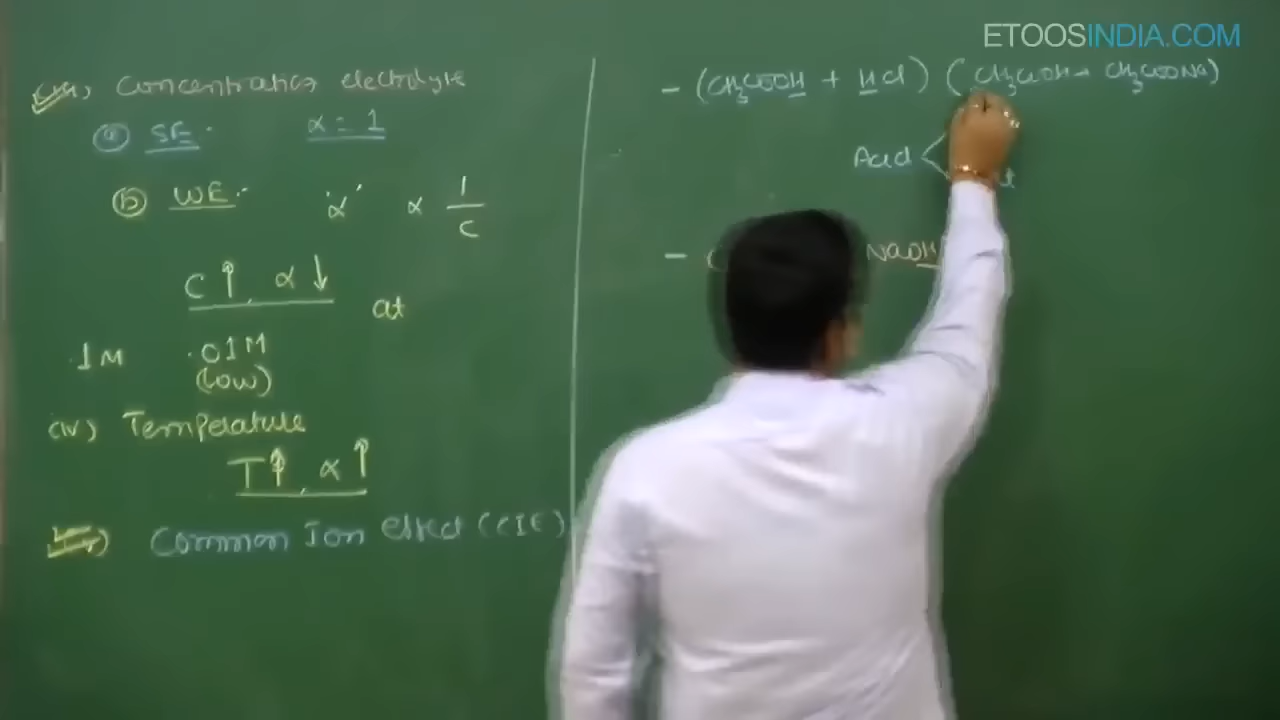 ETOOSINDIA.COM
(iii) Concentration electrolyte
(a) SE. α = 1
(b) WE.. 'α' α 1/C
C↑, α↓ at
.1M .01M
(low)
(iv) Temperature
T↑, α↑
Common Ion effect (CIE)
- (CH₃COOH + HCl) (CH₃COOH + CH₃COONa)
Acid
- NaOH